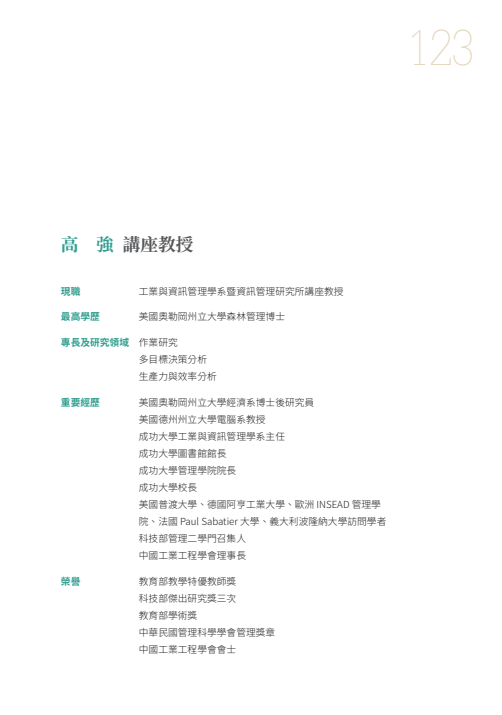 123
高　強 講座教授
現職 工業與資訊管理學系暨資訊管理研究所講座教授
最高學歷 美國奧勒岡州立大學森林管理博士
專長及研究領域 作業研究
多目標決策分析
生產力與效率分析
重要經歷 美國奧勒岡州立大學經濟系博士後研究員
美國德州州立大學電腦系教授
成功大學工業與資訊管理學系主任
成功大學圖書館館長
成功大學管理學院院長
成功大學校長
美國普渡大學、德國阿亨工業大學、歐洲 INSEAD 管理學
院、法國 Paul Sabatier 大學、義大利波隆納大學訪問學者
科技部管理二學門召集人
中國工業工程學會理事長
榮譽 教育部教學特優教師獎
科技部傑出研究獎三次
教育部學術獎
中華民國管理科學學會管理獎章
中國工業工程學會會士